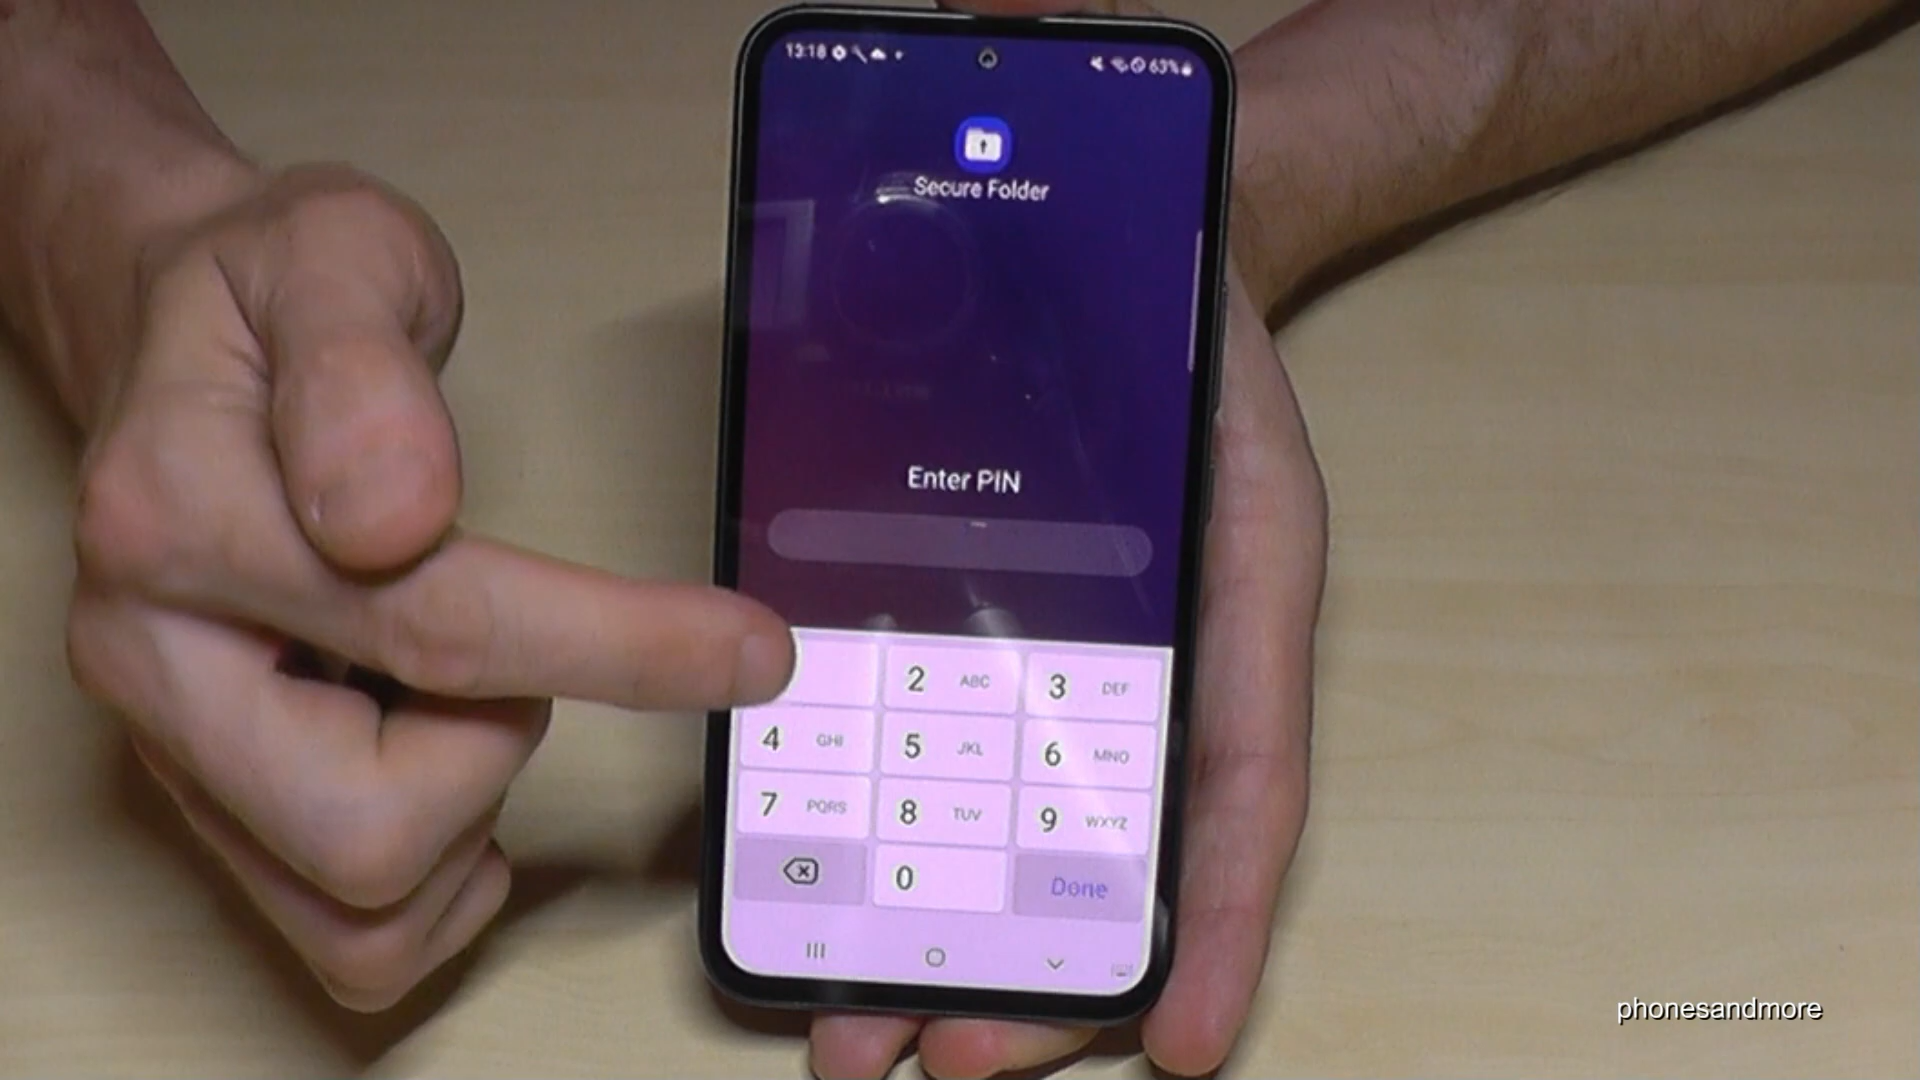 13:18
63%
Secure Folder
Enter PIN
2 ABC
3 DEF
4 GHI
5 JKL
6 MNO
7 PQRS
8 TUV
9 WXYZ
0
Done
phonesandmore